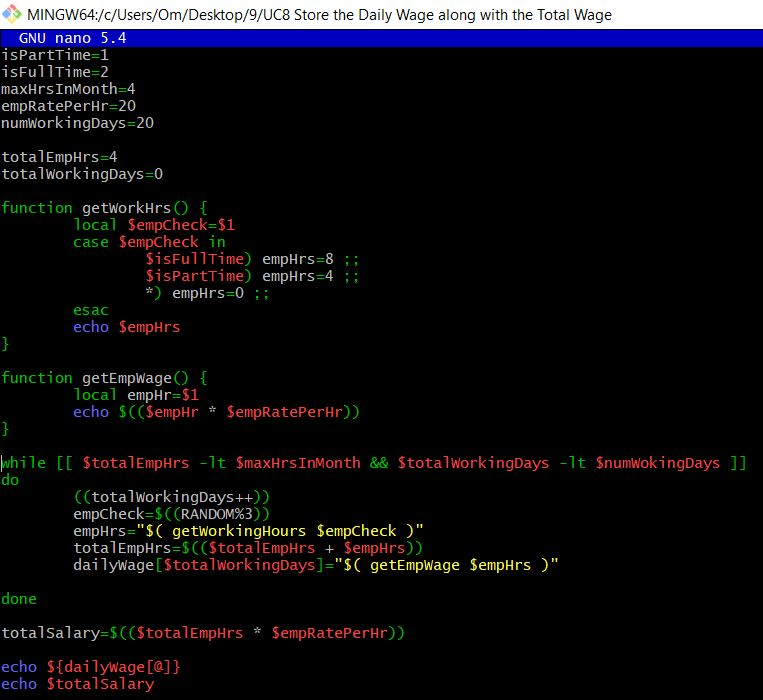 MINGW64:/c/Users/Om/Desktop/9/UC8 Store the Daily Wage along with the Total Wage
GNU nano 5.4
isPartTime=1
isFullTime=2
maxHrsInMonth=4
empRatePerHr=20
numWorkingDays=20
totalEmpHrs=4
totalWorkingDays=0
function getWorkHrs() {
local $empCheck=$1
case $empCheck in
$isFullTime) empHrs=8 ;;
$isPartTime) empHrs=4 ;;
*) empHrs=0 ;;
esac
echo $empHrs
}
function getEmpWage() {
local empHr=$1
echo $(($empHr * $empRatePerHr))
}
while [[ $totalEmpHrs -lt $maxHrsInMonth && $totalWorkingDays -lt $numWokingDays ]]
do
((totalWorkingDays++))
empCheck=$((RANDOM%3))
empHrs="$( getWorkingHours $empCheck )"
totalEmpHrs=$(($totalEmpHrs + $empHrs))
dailyWage[$totalWorkingDays]="$( getEmpWage $empHrs )"
done
totalSalary=$(($totalEmpHrs * $empRatePerHr))
echo ${dailyWage[@]}
echo $totalSalary